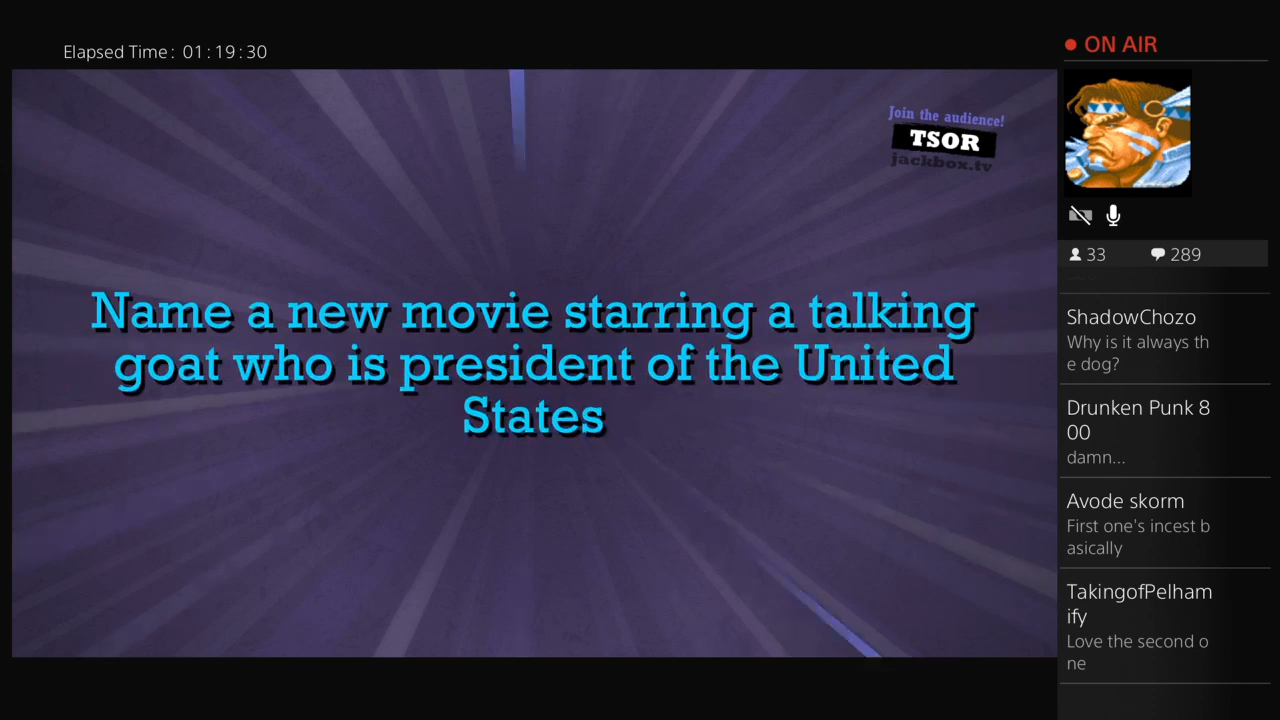 Elapsed Time: 01:19:30
ON AIR
Join the audience!
TSOR
jackbox.tv
Name a new movie starring a talking
goat who is president of the United
States
33
289
ShadowChozo
Why is it always th
e dog?
Drunken Punk 8
00
damn...
Avode skorm
First one's incest b
asically
TakingofPelham
ify
Love the second o
ne